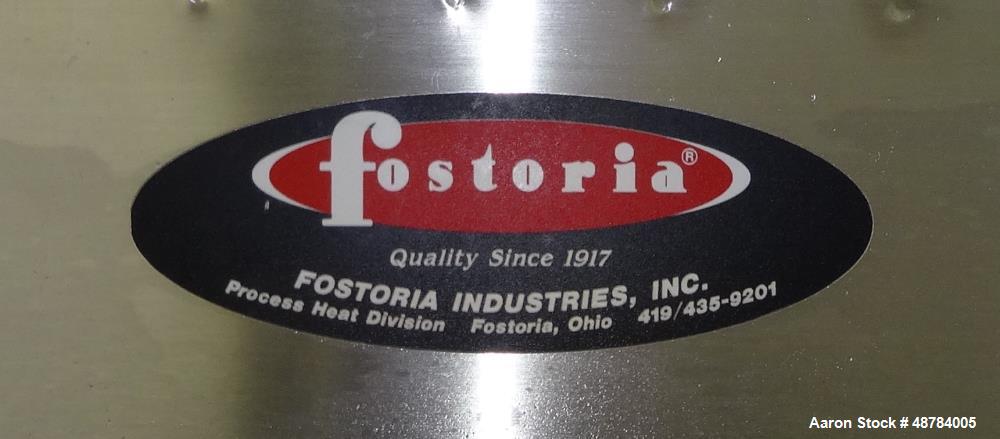 fostoria®
Quality Since 1917
FOSTORIA INDUSTRIES, INC.
Process Heat Division Fostoria, Ohio 419/435-9201
Aaron Stock # 48784005